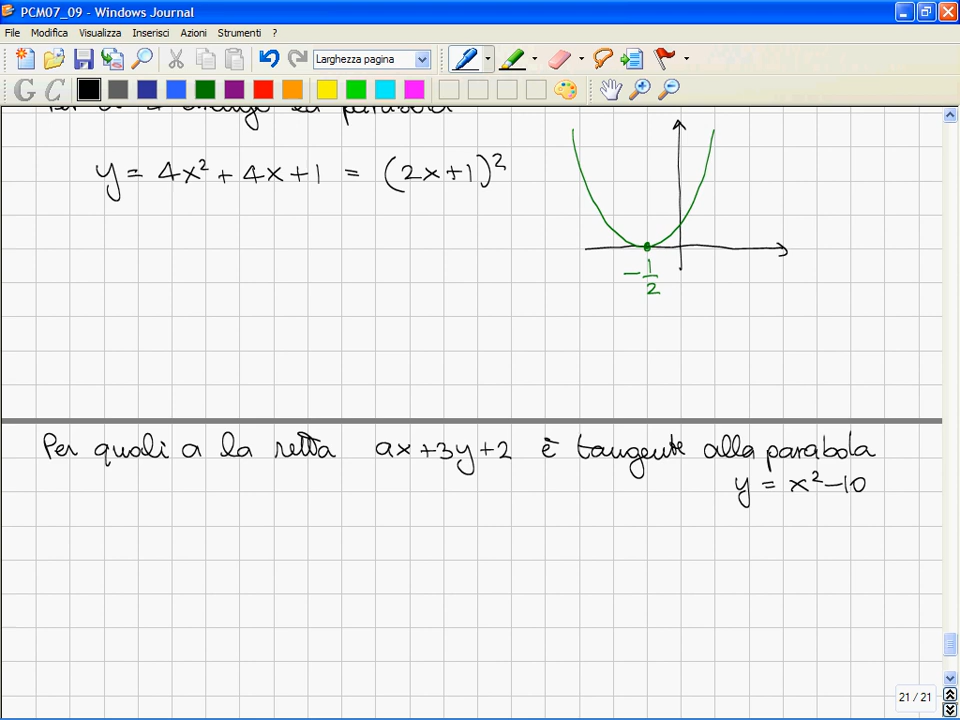 PCM07_09 - Windows Journal
File Modifica Visualizza Inserisci Azioni Strumenti ?
Larghezza pagina
G C
y = 4x² + 4x + 1 = (2x+1)²
-1/2
Per quali a la retta ax+3y+2 è tangente alla parabola
y = x² - 10
21 / 21